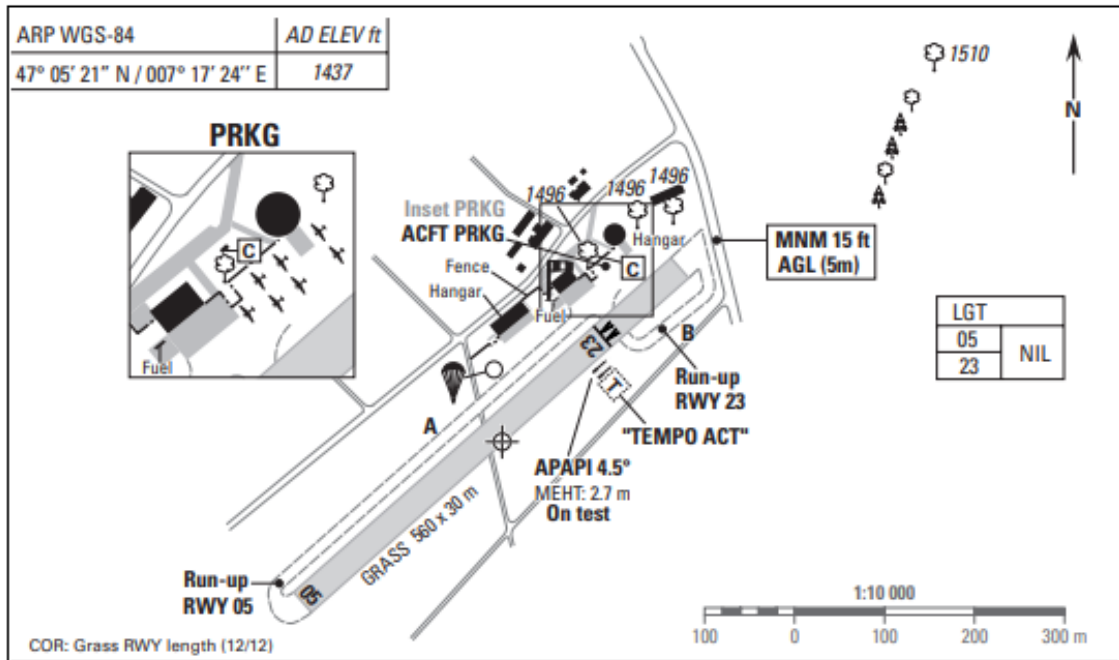 ARP WGS-84
AD ELEV ft
47° 05′ 21″ N / 007° 17′ 24″ E
1437
1510
N
PRKG
C
Fuel
1496
1496
1496
Inset PRKG
ACFT PRKG
Hangar
C
Fence
Hangar
Fuel
MNM 15 ft
AGL (5m)
LGT
05
23
NIL
23
B
Run-up
RWY 23
T
"TEMPO ACT"
A
APAPI 4.5°
MEHT: 2.7 m
On test
GRASS 560 x 30 m
05
Run-up
RWY 05
1:10 000
100 0 100 200 300 m
COR: Grass RWY length (12/12)